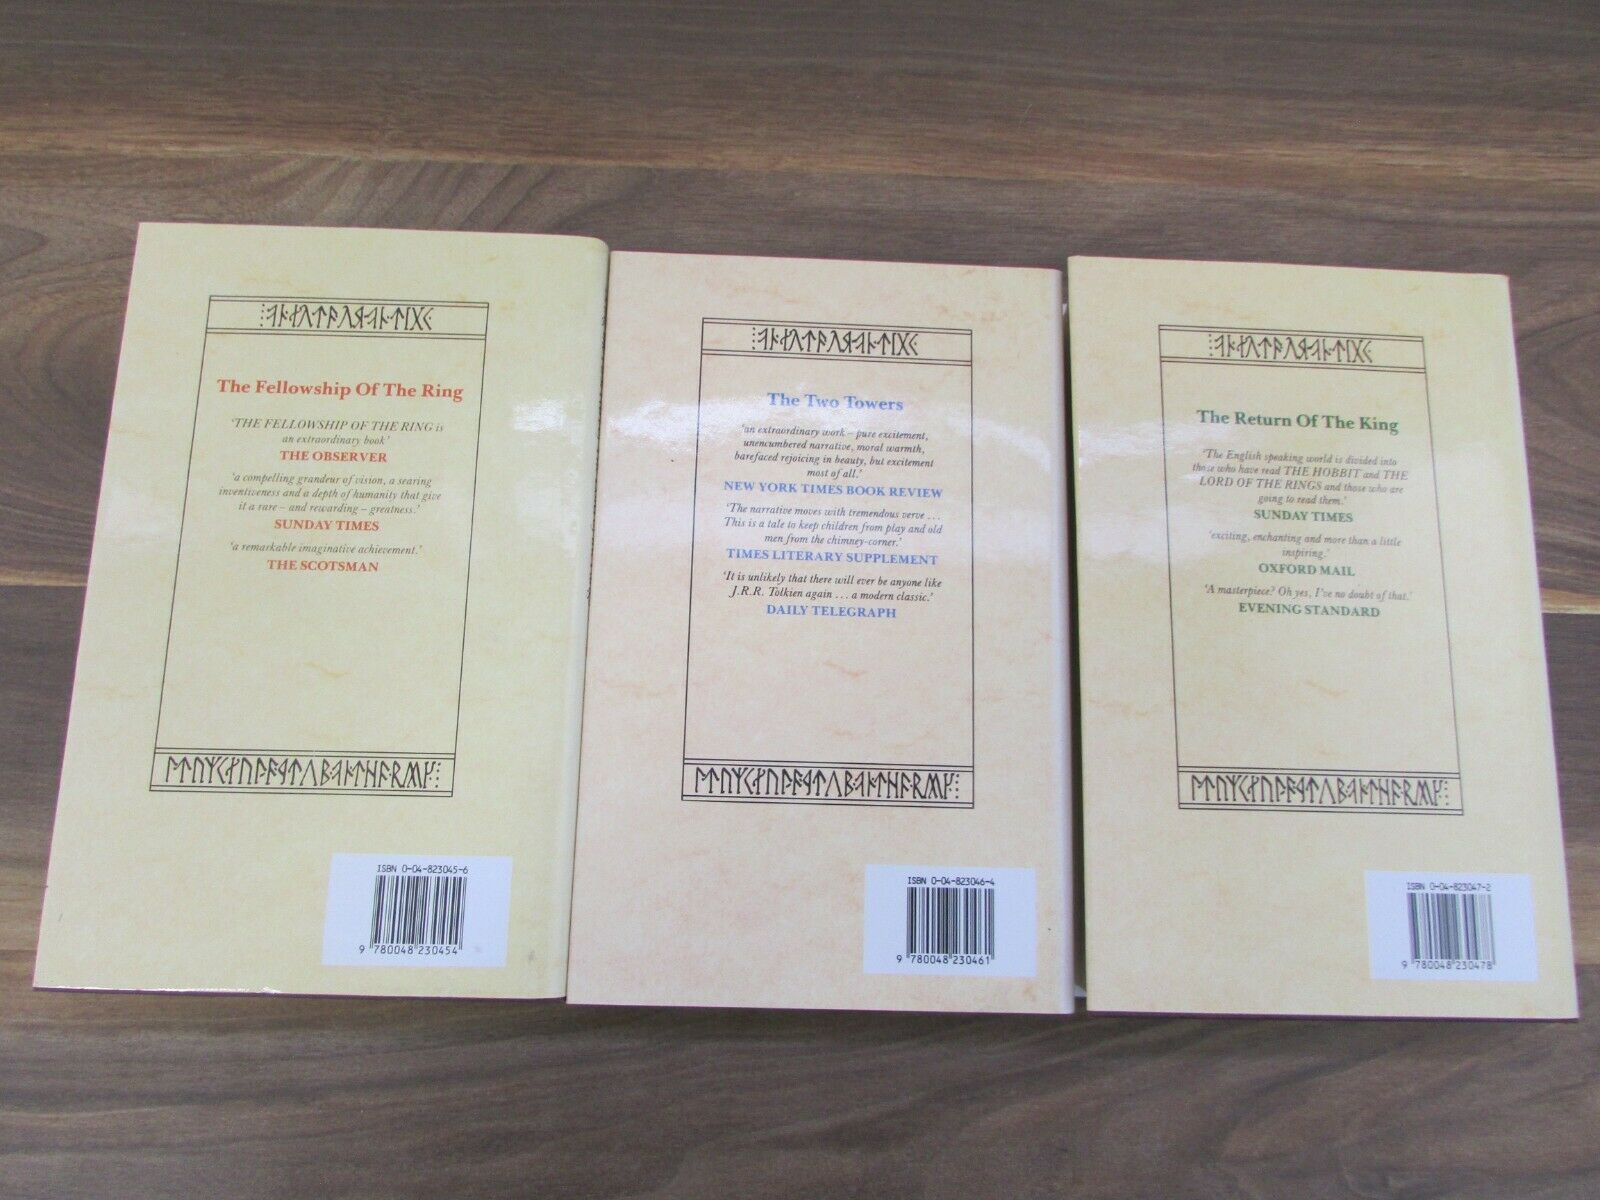 The Fellowship Of The Ring
‘THE FELLOWSHIP OF THE RING is
an extraordinary book’
THE OBSERVER
‘a compelling grandeur of vision, a searing
inventiveness and a depth of humanity that give
it a rare – and rewarding – greatness.’
SUNDAY TIMES
‘a remarkable imaginative achievement.’
THE SCOTSMAN
ISBN 0-04-823045-6
9 780048 230454
The Two Towers
‘an extraordinary work – pure excitement,
unencumbered narrative, moral warmth,
barefaced rejoicing in beauty, but excitement
most of all.’
NEW YORK TIMES BOOK REVIEW
‘The narrative moves with tremendous verve . . .
This is a tale to keep children from play and old
men from the chimney-corner.’
TIMES LITERARY SUPPLEMENT
‘It is unlikely that there will ever be anyone like
J.R.R. Tolkien again . . . a modern classic.’
DAILY TELEGRAPH
ISBN 0-04-823046-4
9 780048 230461
The Return Of The King
‘The English speaking world is divided into
those who have read THE HOBBIT and THE
LORD OF THE RINGS and those who are
going to read them.’
SUNDAY TIMES
‘exciting, enchanting and more than a little
inspiring.’
OXFORD MAIL
‘A masterpiece? Oh yes, I’ve no doubt of that.’
EVENING STANDARD
ISBN 0-04-823047-2
9 780048 230478